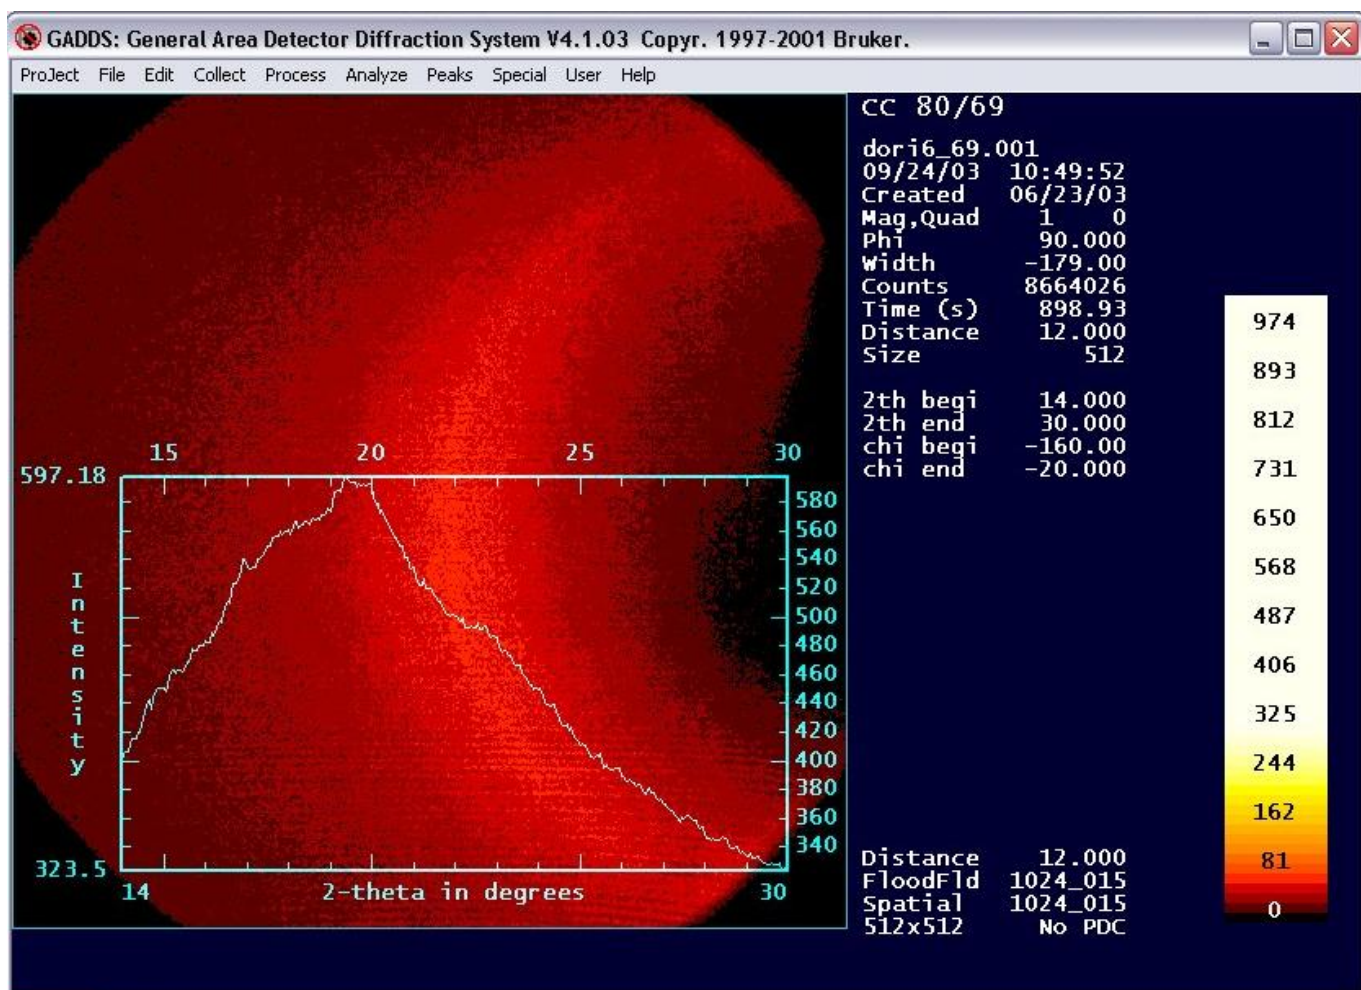 GADDS: General Area Detector Diffraction System V4.1.03 Copyr. 1997-2001 Bruker.
ProJect File Edit Collect Process Analyze Peaks Special User Help
CC 80/69
dori6_69.001
09/24/03 10:49:52
Created 06/23/03
Mag,Quad 1 0
Phi 90.000
Width -179.00
Counts 8664026
Time (s) 898.93
Distance 12.000
Size 512
2th begi 14.000
2th end 30.000
chi begi -160.00
chi end -20.000
15 20 25 30
597.18
580
560
540
520
500
480
460
440
420
400
380
360
340
Intensity
323.5
14 2-theta in degrees 30
974
893
812
731
650
568
487
406
325
244
162
81
0
Distance 12.000
FloodFld 1024_015
Spatial 1024_015
512x512 No PDC